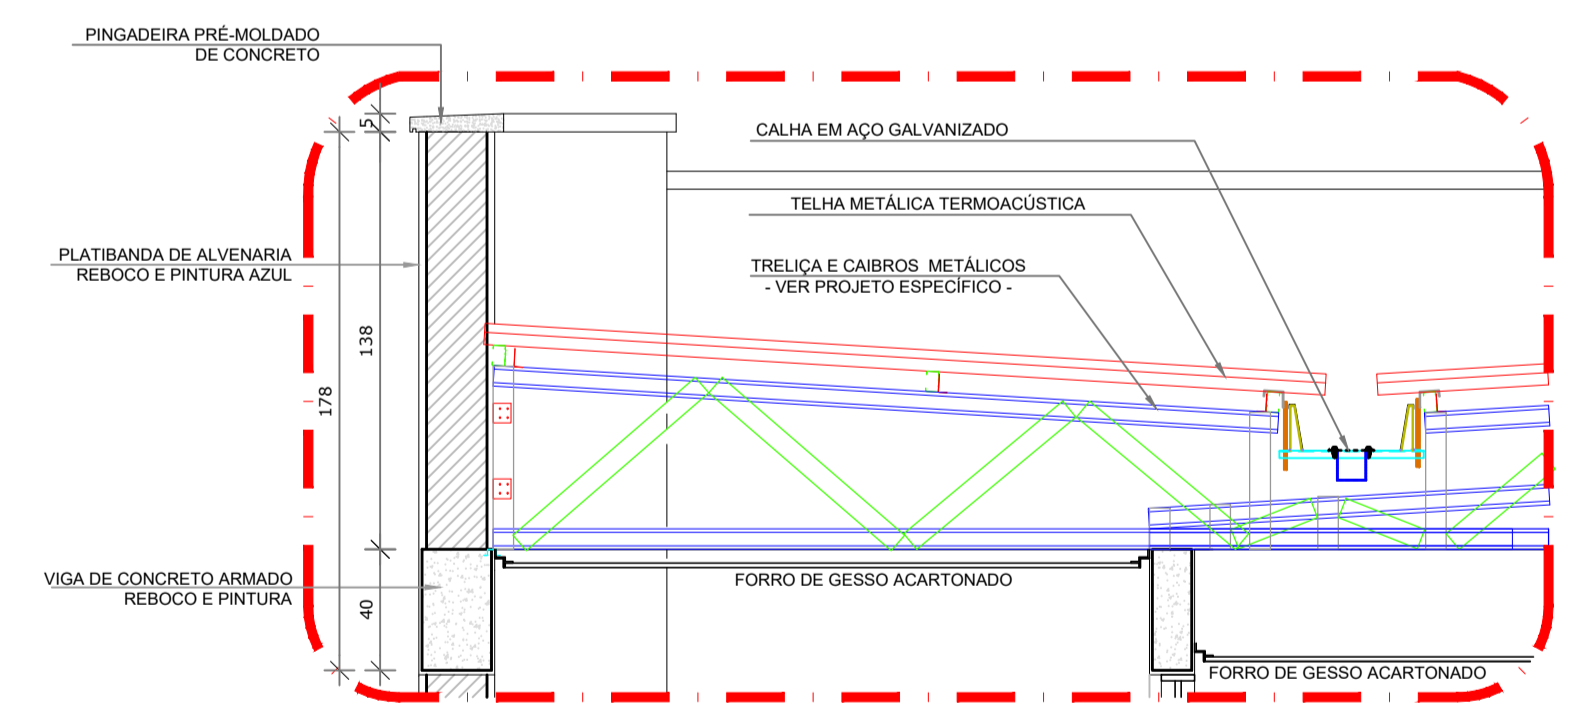 PINGADEIRA PRÉ-MOLDADO
DE CONCRETO
5
CALHA EM AÇO GALVANIZADO
TELHA METÁLICA TERMOACÚSTICA
PLATIBANDA DE ALVENARIA
REBOCO E PINTURA AZUL
TRELIÇA E CAIBROS METÁLICOS
- VER PROJETO ESPECÍFICO -
138
178
VIGA DE CONCRETO ARMADO
REBOCO E PINTURA
40
FORRO DE GESSO ACARTONADO
FORRO DE GESSO ACARTONADO